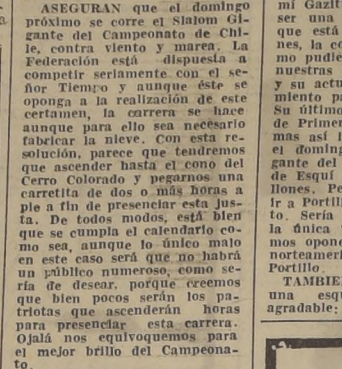 ASEGURAN que el domingo
próximo se corre el Slalom Gi-
gante del Campeonato de Chi-
le, contra viento y marea. La
Federación está dispuesta a
competir seriamente con el se-
ñor Tiempo y aunque éste se
oponga a la realización de este
certamen, la carrera se hace
aunque para ello sea necesario
fabricar la nieve. Con esta re-
solución, parece que tendremos
que ascender hasta el cono del
Cerro Colorado y pegarnos una
carretita de dos o más horas a
pie a fin de presenciar esta jus-
ta. De todos modos, está bien
que se cumpla el calendario co-
mo sea, aunque lo único malo
en este caso será que no habrá
un público numeroso, como se-
ría de desear, porque creemos
que bien pocos serán los pa-
triotas que ascenderán horas
para presenciar esta carrera.
Ojalá nos equivoquemos para
el mejor brillo del Campeona-
to.
mi Gazit
ser una
que está
nes, la co
mo pudie
nuestras
y su actu
miento pa
Su último
de Primer
mas así l
el doming
gante del
de Esquí
llones. Pe
ir a Portill
to. Sería
la única
mos opone
norteameri
Portillo.
TAMBIE
una esqu
agradable: